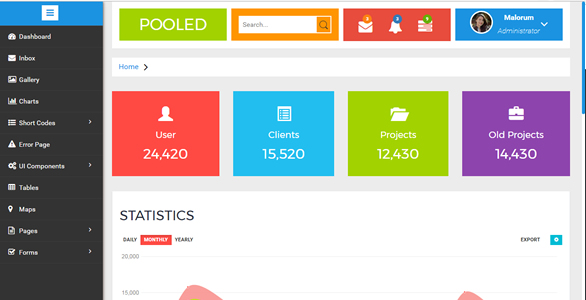 Dashboard
Inbox
Gallery
Charts
Short Codes
Error Page
UI Components
Tables
Maps
Pages
Forms
POOLED
Search...
3
3
9
Malorum
Administrator
Home
User
24,420
Clients
15,520
Projects
12,430
Old Projects
14,430
STATISTICS
DAILY MONTHLY YEARLY
EXPORT
20,000
15,000